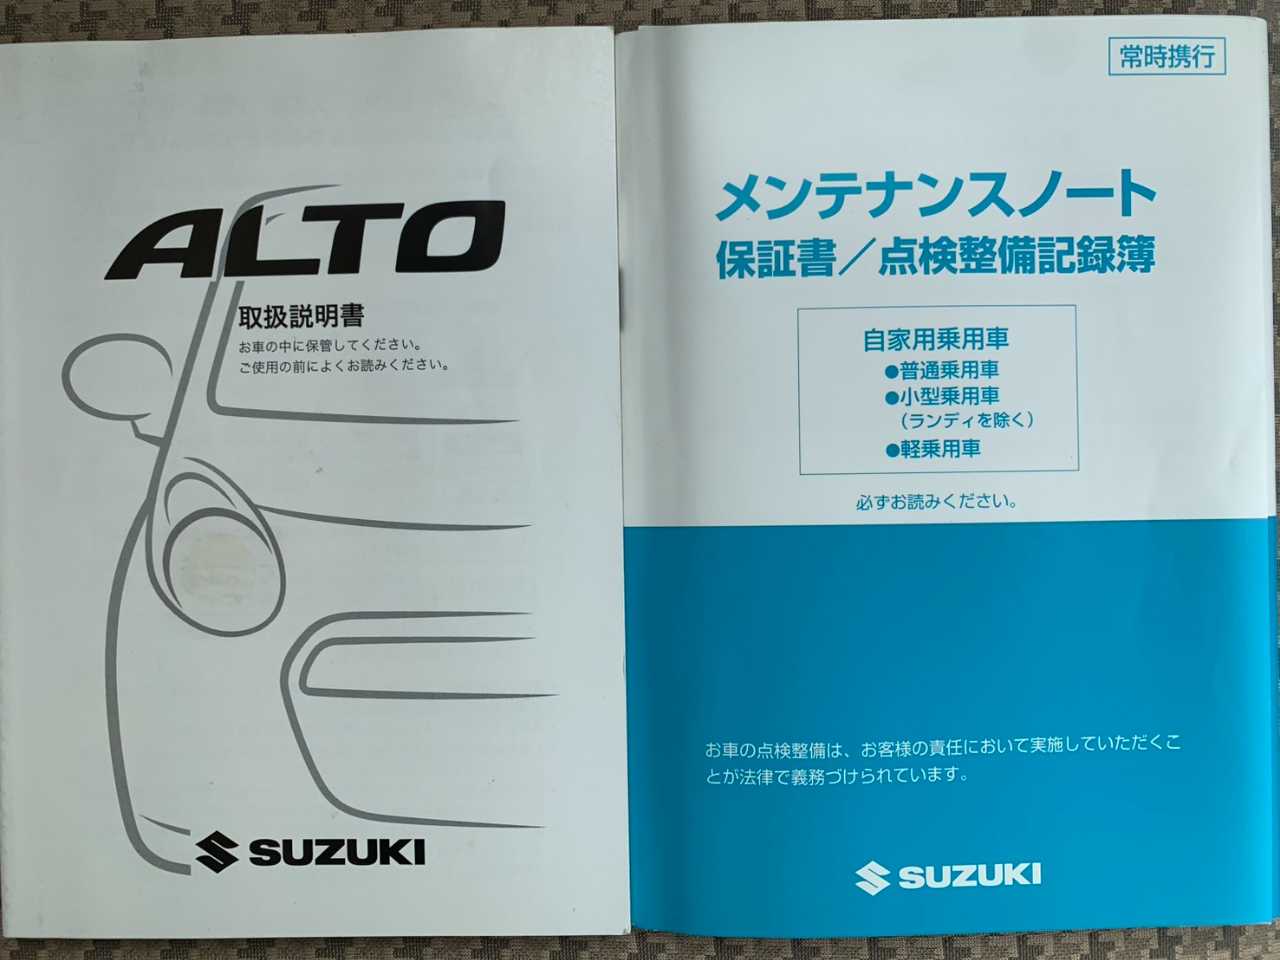 ALTO
取扱説明書
お車の中に保管してください。
ご使用の前によくお読みください。
SUZUKI
常時携行
メンテナンスノート
保証書／点検整備記録簿
自家用乗用車
●普通乗用車
●小型乗用車
（ランディを除く）
●軽乗用車
必ずお読みください。
お車の点検整備は、お客様の責任において実施していただくこ
とが法律で義務づけられています。
SUZUKI